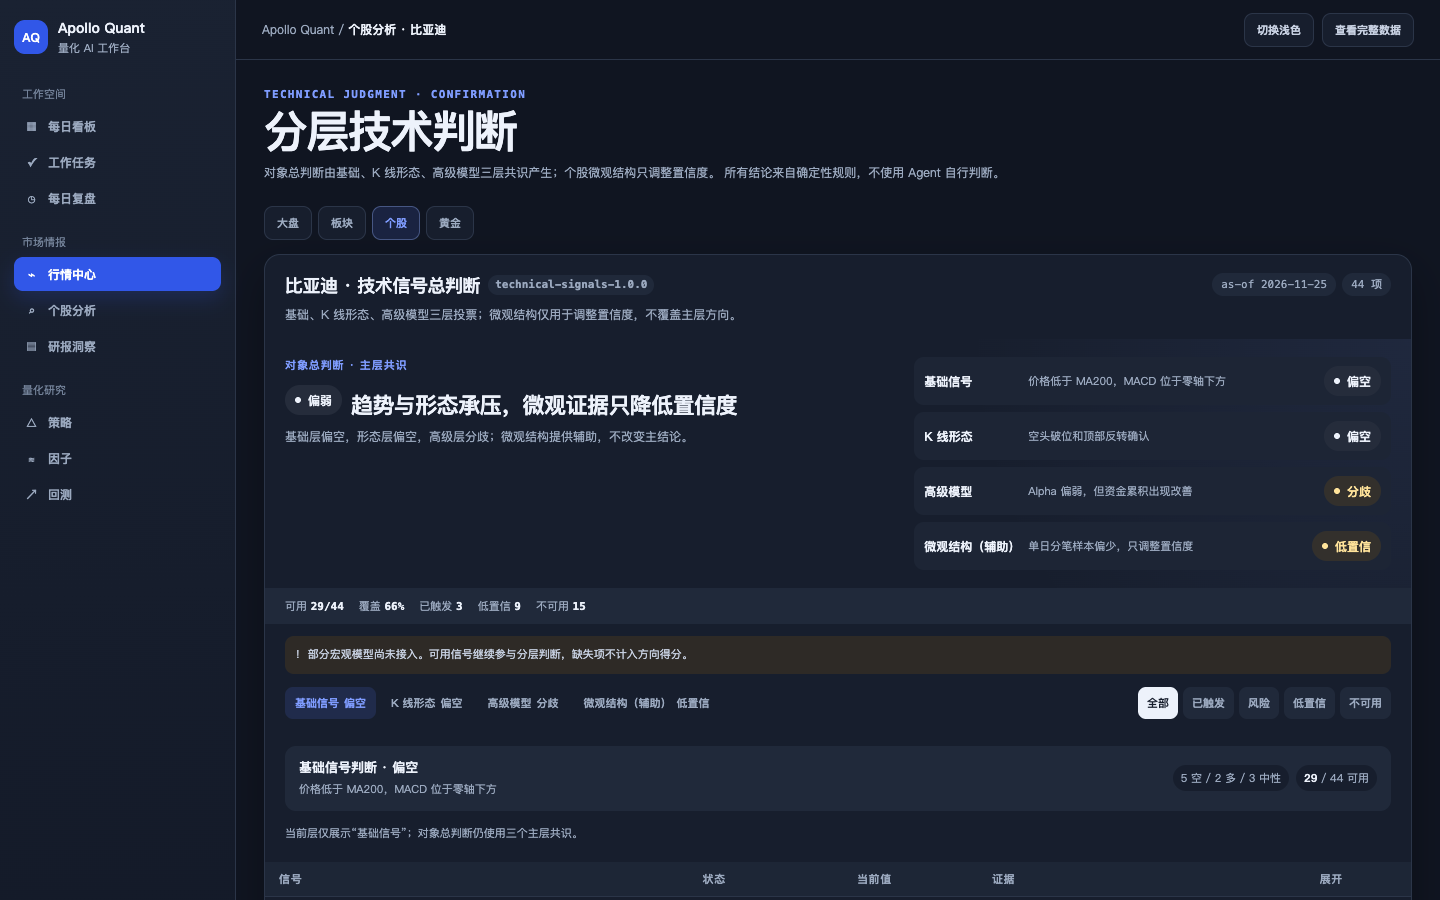 AQ
Apollo Quant
量化 AI 工作台
工作空间
每日看板
工作任务
每日复盘
市场情报
行情中心
个股分析
研报洞察
量化研究
策略
因子
回测
Apollo Quant / 个股分析 · 比亚迪
切换浅色
查看完整数据
TECHNICAL JUDGMENT · CONFIRMATION
分层技术判断
对象总判断由基础、K 线形态、高级模型三层共识产生；个股微观结构只调整置信度。 所有结论来自确定性规则，不使用 Agent 自行判断。
大盘
板块
个股
黄金
比亚迪 · 技术信号总判断 technical-signals-1.0.0
as-of 2026-11-25
44 项
基础、K 线形态、高级模型三层投票；微观结构仅用于调整置信度，不覆盖主层方向。
对象总判断 · 主层共识
偏弱 趋势与形态承压，微观证据只降低置信度
基础层偏空，形态层偏空，高级层分歧；微观结构提供辅助，不改变主结论。
基础信号 价格低于 MA200，MACD 位于零轴下方 偏空
K 线形态 空头破位和顶部反转确认 偏空
高级模型 Alpha 偏弱，但资金累积出现改善 分歧
微观结构（辅助） 单日分笔样本偏少，只调整置信度 低置信
可用 29/44 覆盖 66% 已触发 3 低置信 9 不可用 15
! 部分宏观模型尚未接入。可用信号继续参与分层判断，缺失项不计入方向得分。
基础信号 偏空
K 线形态 偏空
高级模型 分歧
微观结构（辅助） 低置信
全部
已触发
风险
低置信
不可用
基础信号判断 · 偏空
价格低于 MA200，MACD 位于零轴下方
5 空 / 2 多 / 3 中性
29 / 44 可用
当前层仅展示“基础信号”；对象总判断仍使用三个主层共识。
信号 状态 当前值 证据 展开